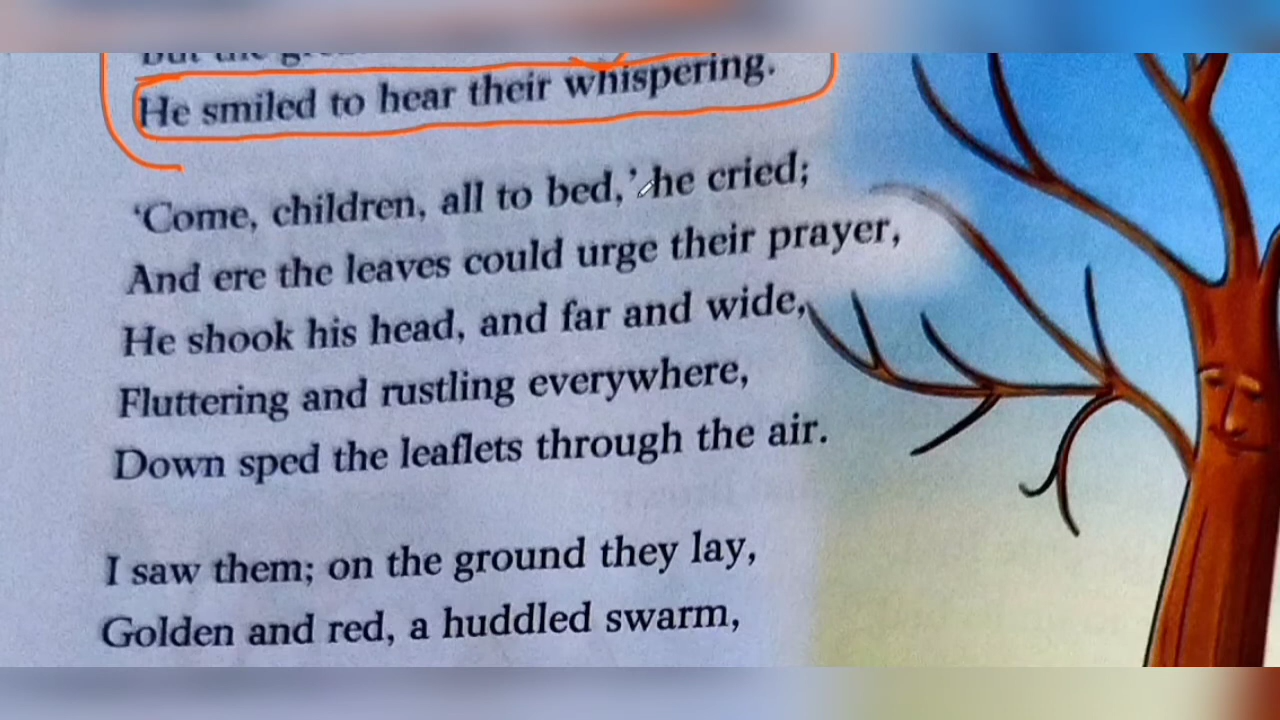 He smiled to hear their whispering.
‘Come, children, all to bed,’ he cried;
And ere the leaves could urge their prayer,
He shook his head, and far and wide,
Fluttering and rustling everywhere,
Down sped the leaflets through the air.
I saw them; on the ground they lay,
Golden and red, a huddled swarm,